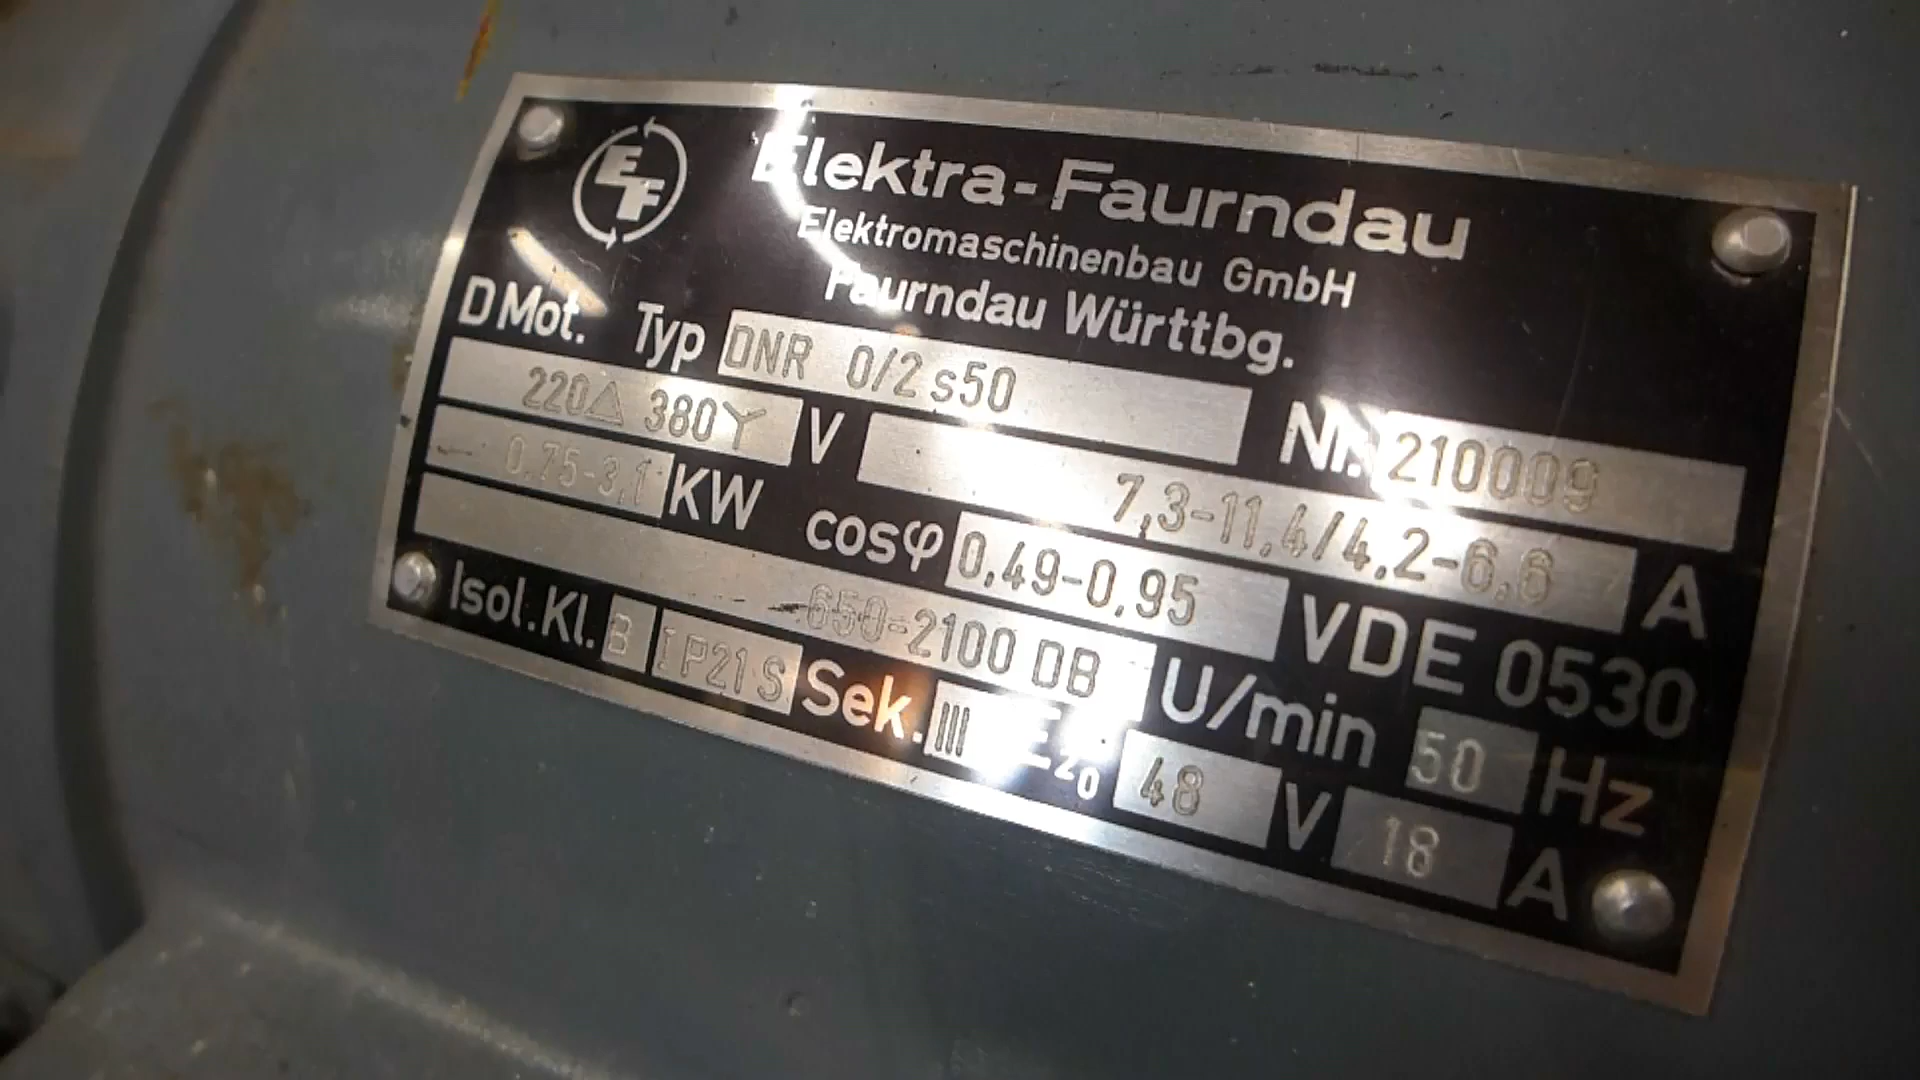 EF
Elektra-Faurndau
Elektromaschinenbau GmbH
Faurndau Württbg.
D Mot. Typ DNR 0/2 s50 Nr. 210009
220△ 380Y V 7,3-11,4/4,2-6,6 A
0,75-3,1 KW cosφ 0,49-0,95 VDE 0530
650-2100 DB U/min 50 Hz
Isol.Kl. B IP21 S Sek. III Ez0 48 V 18 A